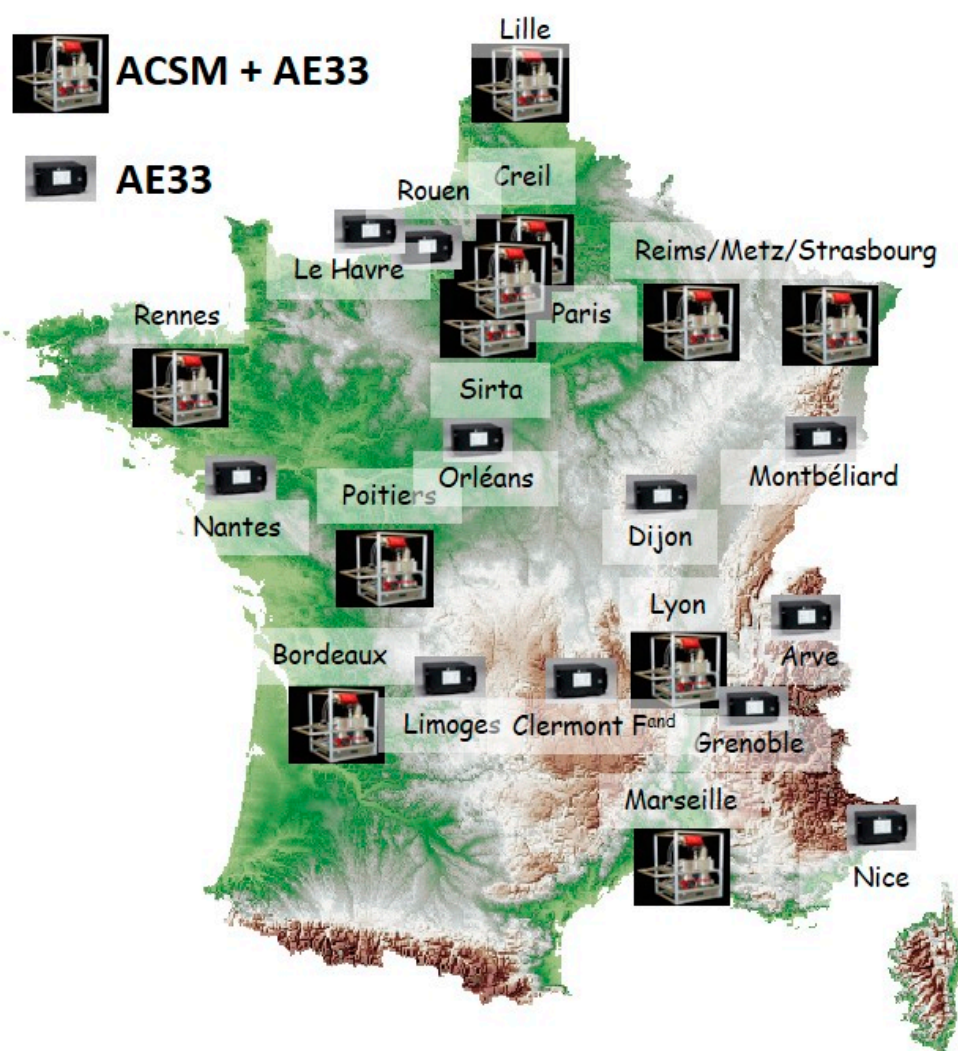 Lille
ACSM + AE33
AE33
Creil
Rouen
Reims/Metz/Strasbourg
Le Havre
Rennes
Paris
Sirta
Orléans
Montbéliard
Poitiers
Nantes
Dijon
Lyon
Bordeaux
Arve
Limoges
Clermont Fand
Grenoble
Marseille
Nice